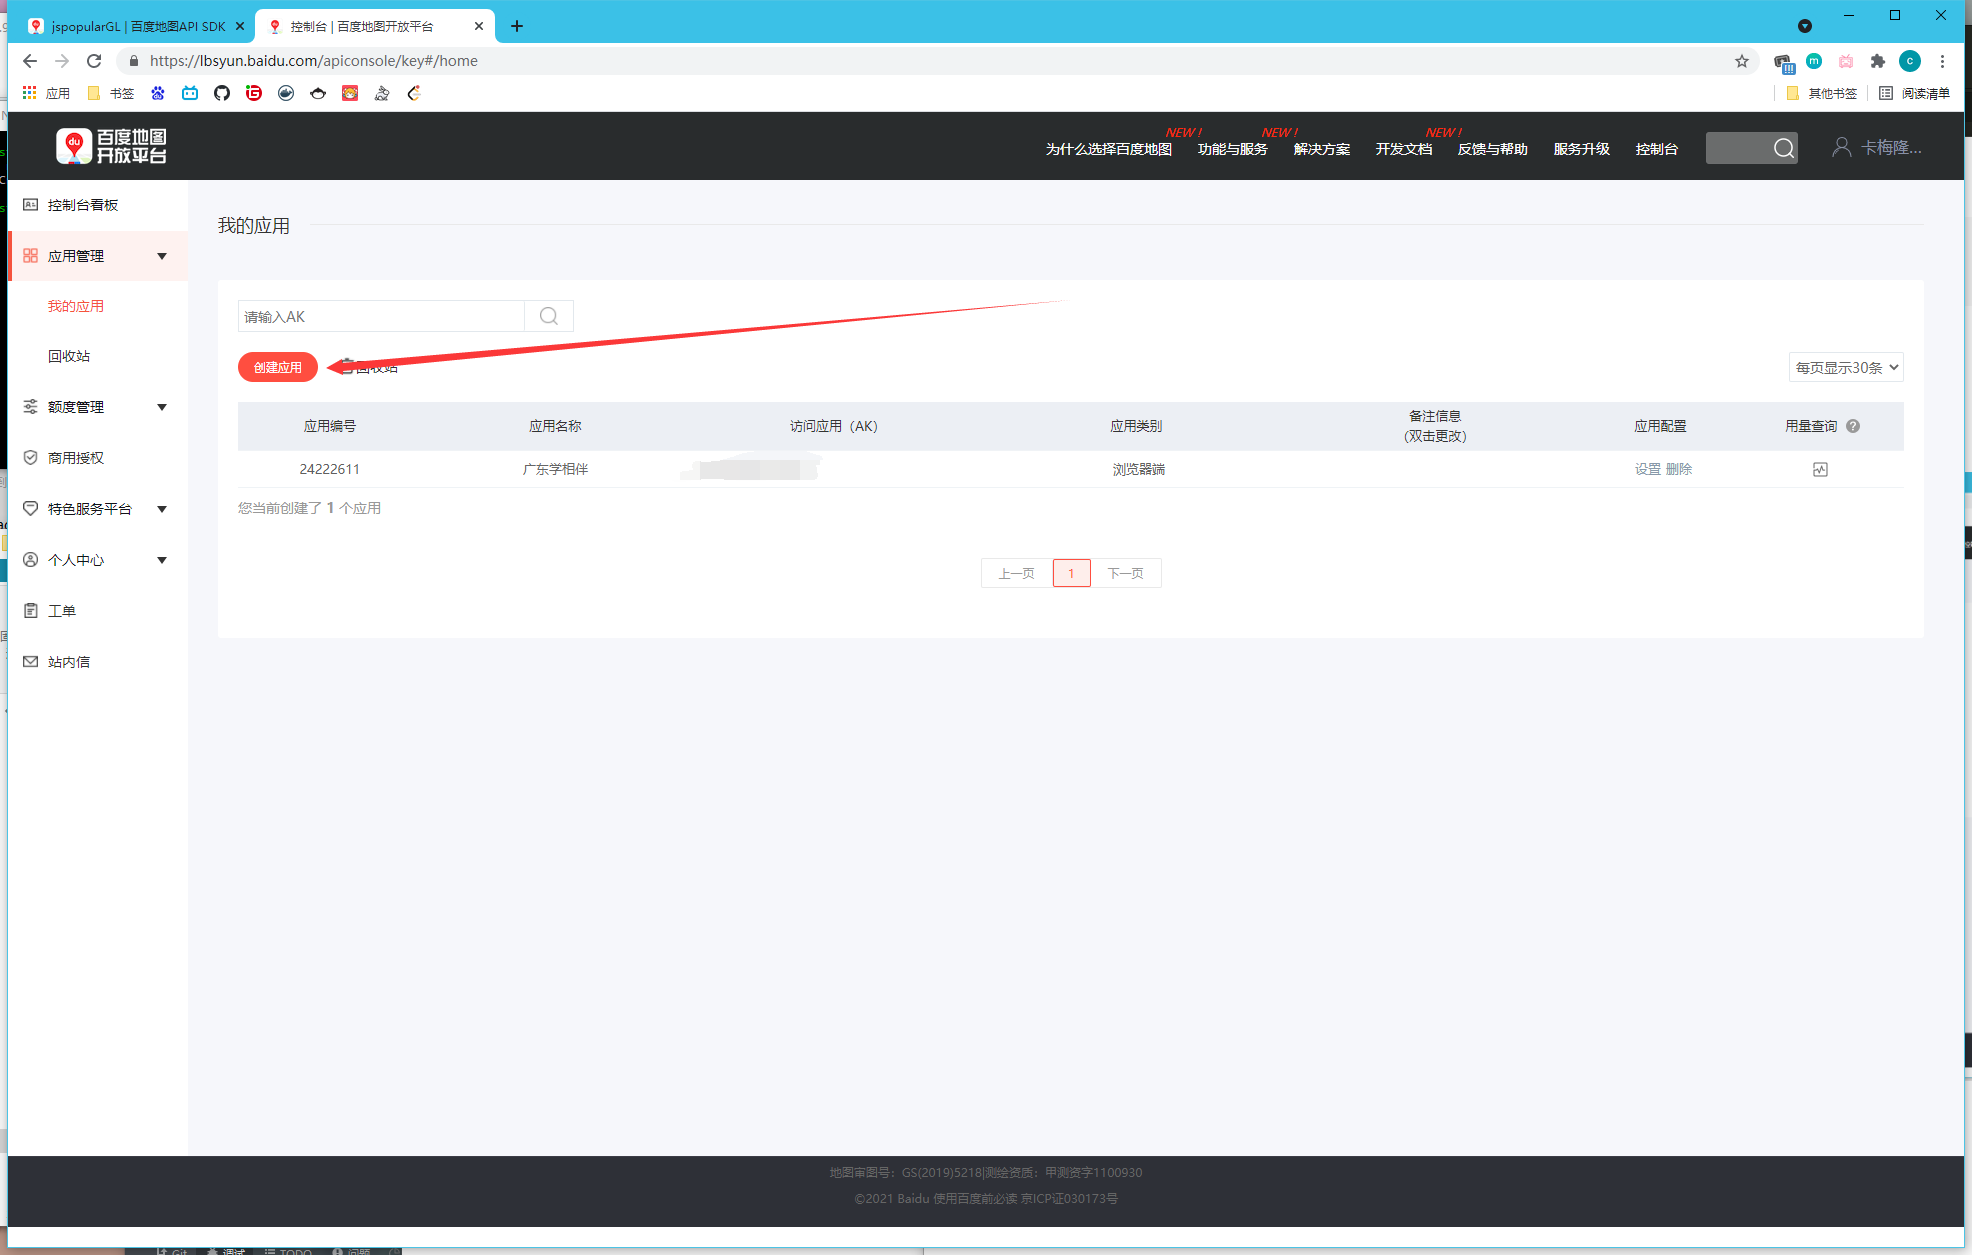 jspopularGL | 百度地图API SDK
控制台 | 百度地图开放平台
https://lbsyun.baidu.com/apiconsole/key#/home
应用
书签
其他书签
阅读清单
百度地图
开放平台
NEW !
NEW !
NEW !
为什么选择百度地图
功能与服务
解决方案
开发文档
反馈与帮助
服务升级
控制台
卡梅隆...
控制台看板
应用管理
我的应用
回收站
额度管理
商用授权
特色服务平台
个人中心
工单
站内信
我的应用
请输入AK
创建应用
回收站
每页显示30条
应用编号
应用名称
访问应用（AK）
应用类别
备注信息
（双击更改）
应用配置
用量查询
24222611
广东学相伴
浏览器端
设置 删除
您当前创建了 1 个应用
上一页
1
下一页
地图审图号：GS(2019)5218|测绘资质：甲测资字1100930
©2021 Baidu 使用百度前必读 京ICP证030173号
Git
调试
TODO
问题